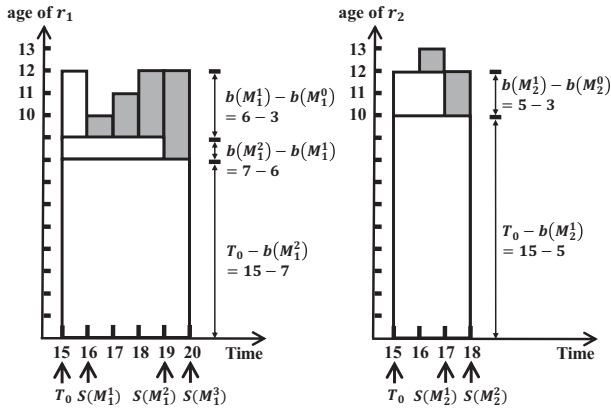 age of r₁
13
12
11
10
b(M₁¹) − b(M₁⁰)
= 6 − 3
b(M₁²) − b(M₁¹)
= 7 − 6
T₀ − b(M₁²)
= 15 − 7
15 16 17 18 19 20 Time
T₀ S(M₁¹) S(M₁²) S(M₁³)
age of r₂
13
12
11
10
b(M₂¹) − b(M₂⁰)
= 5 − 3
T₀ − b(M₂¹)
= 15 − 5
15 16 17 18 Time
T₀ S(M₂¹) S(M₂²)